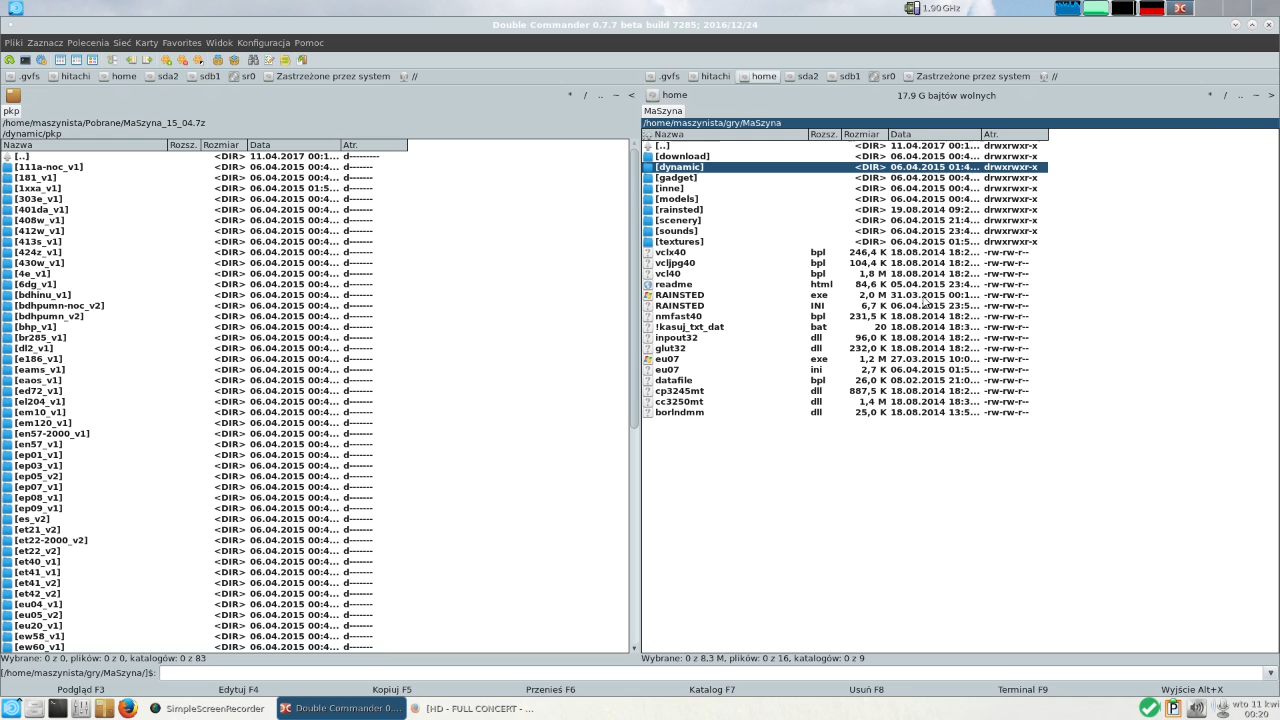 1.90 GHz
Double Commander 0.7.7 beta build 7285; 2016/12/24
Pliki Zaznacz Polecenia Sieć Karty Favorites Widok Konfiguracja Pomoc
.gvfs hitachi home sda2 sdb1 sr0 Zastrzeżone przez system //
.gvfs hitachi home sda2 sdb1 sr0 Zastrzeżone przez system //
* / .. ~ <
home 17,9 G bajtów wolnych * / .. ~ >
pkp
/home/maszynista/Pobrane/MaSzyna_15_04.7z
/dynamic/pkp
Nazwa Rozsz. Rozmiar Data Atr.
[..] <DIR> 11.04.2017 00:1... d---------
[111a-noc_v1] <DIR> 06.04.2015 00:4... d-------
[181_v1] <DIR> 06.04.2015 00:4... d-------
[1xxa_v1] <DIR> 06.04.2015 01:5... d-------
[303e_v1] <DIR> 06.04.2015 00:4... d-------
[401da_v1] <DIR> 06.04.2015 00:4... d-------
[408w_v1] <DIR> 06.04.2015 00:4... d-------
[412w_v1] <DIR> 06.04.2015 00:4... d-------
[413s_v1] <DIR> 06.04.2015 00:4... d-------
[424z_v1] <DIR> 06.04.2015 00:4... d-------
[430w_v1] <DIR> 06.04.2015 00:4... d-------
[4e_v1] <DIR> 06.04.2015 00:4... d-------
[6dg_v1] <DIR> 06.04.2015 00:4... d-------
[bdhinu_v1] <DIR> 06.04.2015 00:4... d-------
[bdhpumn-noc_v2] <DIR> 06.04.2015 00:4... d-------
[bdhpumn_v2] <DIR> 06.04.2015 00:4... d-------
[bhp_v1] <DIR> 06.04.2015 00:4... d-------
[br285_v1] <DIR> 06.04.2015 00:4... d-------
[dl2_v1] <DIR> 06.04.2015 00:4... d-------
[e186_v1] <DIR> 06.04.2015 00:4... d-------
[eams_v1] <DIR> 06.04.2015 00:4... d-------
[eaos_v1] <DIR> 06.04.2015 00:4... d-------
[ed72_v1] <DIR> 06.04.2015 00:4... d-------
[el204_v1] <DIR> 06.04.2015 00:4... d-------
[em10_v1] <DIR> 06.04.2015 00:4... d-------
[em120_v1] <DIR> 06.04.2015 00:4... d-------
[en57-2000_v1] <DIR> 06.04.2015 00:4... d-------
[en57_v1] <DIR> 06.04.2015 00:4... d-------
[ep01_v1] <DIR> 06.04.2015 00:4... d-------
[ep03_v1] <DIR> 06.04.2015 00:4... d-------
[ep05_v2] <DIR> 06.04.2015 00:4... d-------
[ep07_v1] <DIR> 06.04.2015 00:4... d-------
[ep08_v1] <DIR> 06.04.2015 00:4... d-------
[ep09_v1] <DIR> 06.04.2015 00:4... d-------
[es_v2] <DIR> 06.04.2015 00:4... d-------
[et21_v2] <DIR> 06.04.2015 00:4... d-------
[et22-2000_v2] <DIR> 06.04.2015 00:4... d-------
[et22_v2] <DIR> 06.04.2015 00:4... d-------
[et40_v1] <DIR> 06.04.2015 00:4... d-------
[et41_v1] <DIR> 06.04.2015 00:4... d-------
[et41_v2] <DIR> 06.04.2015 00:4... d-------
[et42_v2] <DIR> 06.04.2015 00:4... d-------
[eu04_v1] <DIR> 06.04.2015 00:4... d-------
[eu05_v2] <DIR> 06.04.2015 00:4... d-------
[eu20_v1] <DIR> 06.04.2015 00:4... d-------
[ew58_v1] <DIR> 06.04.2015 00:4... d-------
[ew60_v1] <DIR> 06.04.2015 00:4... d-------
Wybrane: 0 z 0, plików: 0 z 0, katalogów: 0 z 83
MaSzyna
/home/maszynista/gry/MaSzyna
Nazwa Rozsz. Rozmiar Data Atr.
[..] <DIR> 11.04.2017 00:1... drwxrwxr-x
[download] <DIR> 06.04.2015 00:4... drwxrwxr-x
[dynamic] <DIR> 06.04.2015 01:4... drwxrwxr-x
[gadget] <DIR> 06.04.2015 00:4... drwxrwxr-x
[inne] <DIR> 06.04.2015 00:4... drwxrwxr-x
[models] <DIR> 06.04.2015 00:4... drwxrwxr-x
[rainsted] <DIR> 19.08.2014 09:2... drwxrwxr-x
[scenery] <DIR> 06.04.2015 21:4... drwxrwxr-x
[sounds] <DIR> 06.04.2015 23:4... drwxrwxr-x
[textures] <DIR> 06.04.2015 01:5... drwxrwxr-x
vclx40 bpl 246,4 K 18.08.2014 18:2... -rw-rw-r--
vcljpg40 bpl 104,4 K 18.08.2014 18:2... -rw-rw-r--
vcl40 bpl 1,8 M 18.08.2014 18:2... -rw-rw-r--
readme html 84,6 K 05.04.2015 23:4... -rw-rw-r--
RAINSTED exe 2,0 M 31.03.2015 00:1... -rw-rw-r--
RAINSTED INI 6,7 K 06.04.2015 23:5... -rw-rw-r--
nmfast40 bpl 231,5 K 18.08.2014 18:2... -rw-rw-r--
!kasuj_txt_dat bat 20 18.08.2014 18:3... -rw-rw-r--
inpout32 dll 96,0 K 18.08.2014 18:2... -rw-rw-r--
glut32 dll 232,0 K 18.08.2014 18:2... -rw-rw-r--
eu07 exe 1,2 M 27.03.2015 10:0... -rw-rw-r--
eu07 ini 2,7 K 06.04.2015 01:5... -rw-rw-r--
datafile bpl 26,0 K 08.02.2015 21:0... -rw-rw-r--
cp3245mt dll 887,5 K 18.08.2014 18:2... -rw-rw-r--
cc3250mt dll 1,4 M 18.08.2014 18:3... -rw-rw-r--
borlndmm dll 25,0 K 18.08.2014 13:5... -rw-rw-r--
Wybrane: 0 z 8,3 M, plików: 0 z 16, katalogów: 0 z 9
[/home/maszynista/gry/MaSzyna/]$:
Podgląd F3 Edytuj F4 Kopiuj F5 Przenieś F6 Katalog F7 Usuń F8 Terminal F9 Wyjście Alt+X
SimpleScreenRecorder Double Commander 0.... [HD - FULL CONCERT - ...
wto 11 kwi
00:20